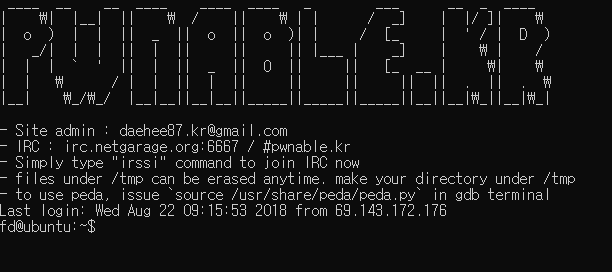 PWNABLE.KR
- Site admin : daehee87.kr@gmail.com
- IRC : irc.netgarage.org:6667 / #pwnable.kr
- Simply type "irssi" command to join IRC now
- files under /tmp can be erased anytime. make your directory under /tmp
- to use peda, issue `source /usr/share/peda/peda.py` in gdb terminal
Last login: Wed Aug 22 09:15:53 2018 from 69.143.172.176
fd@ubuntu:~$